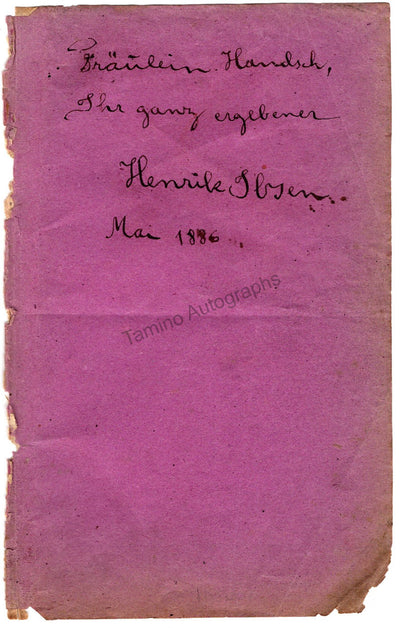 Fräulein Handsch,
Ihr ganz ergebener
Henrik Ibsen.
Mai 1886
Tamino Autographs